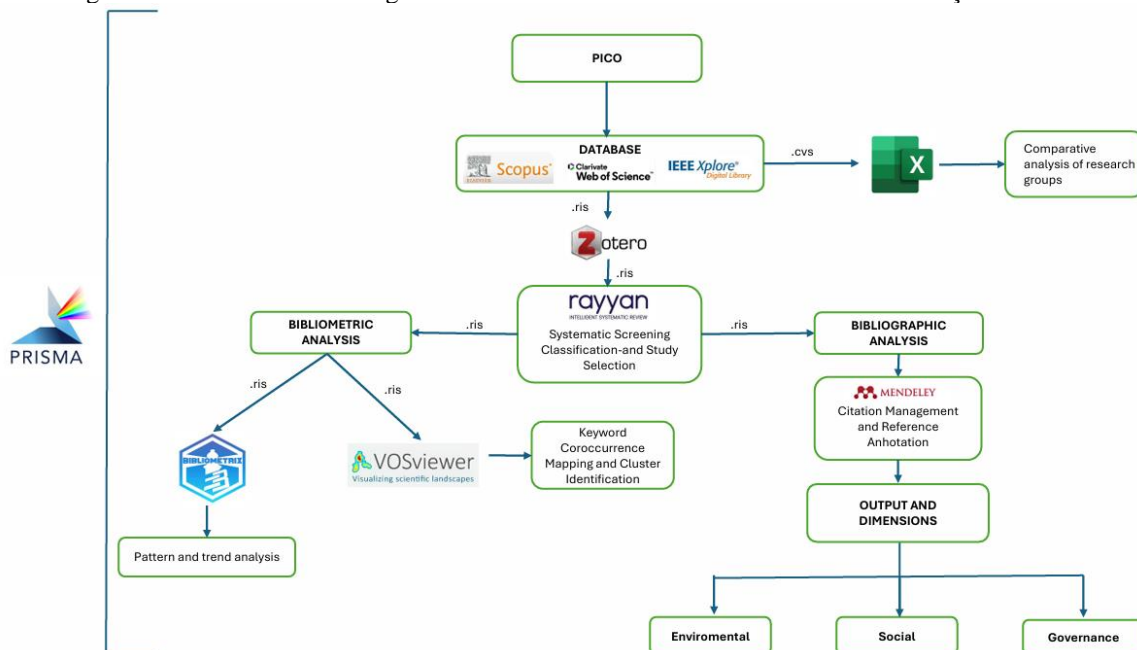 PICO
DATABASE
ELSEVIER
Scopus®
Clarivate
Web of Science™
IEEE Xplore®
Digital Library
.cvs
X
Comparative
analysis of research
groups
.ris
Zotero
.ris
rayyan
INTELLIGENT SYSTEMATIC REVIEW
Systematic Screening
Classification-and Study
Selection
.ris
.ris
BIBLIOMETRIC
ANALYSIS
BIBLIOGRAPHIC
ANALYSIS
PRISMA
.ris
.ris
MENDELEY
Citation Management
and Reference
Anhotation
BIBLIOMETRIX
VOSviewer
Visualizing scientific landscapes
Keyword
Coroccurrence
Mapping and Cluster
Identification
OUTPUT AND
DIMENSIONS
Pattern and trend analysis
Enviromental
Social
Governance